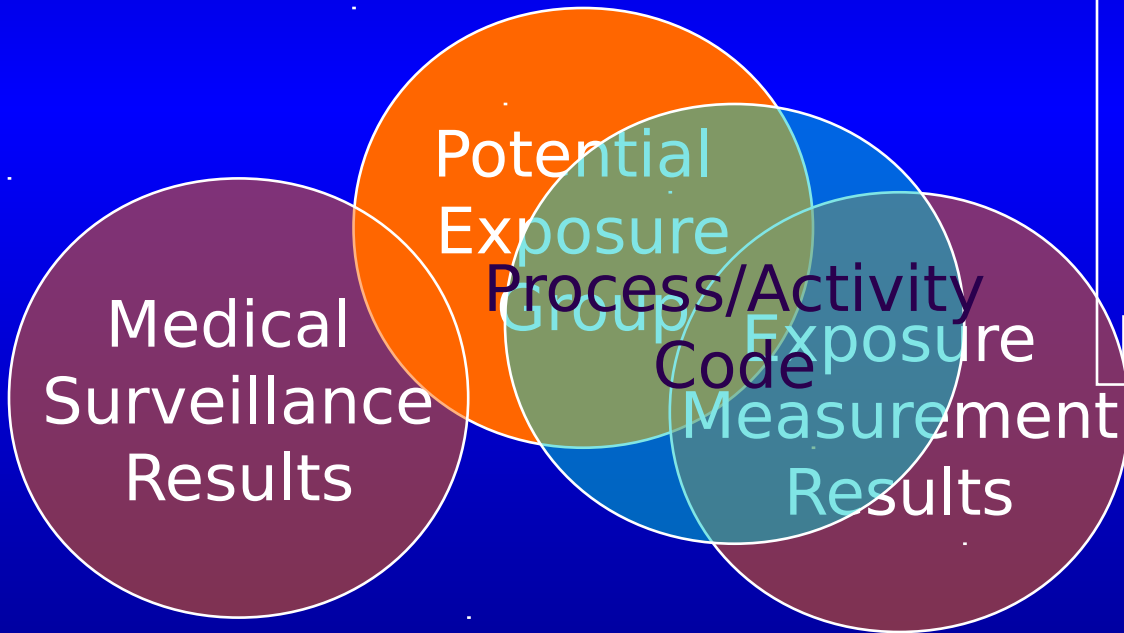 Potential
Exposure
Group
Process/Activity
Code
Medical
Surveillance
Results
Exposure
Measurement
Results